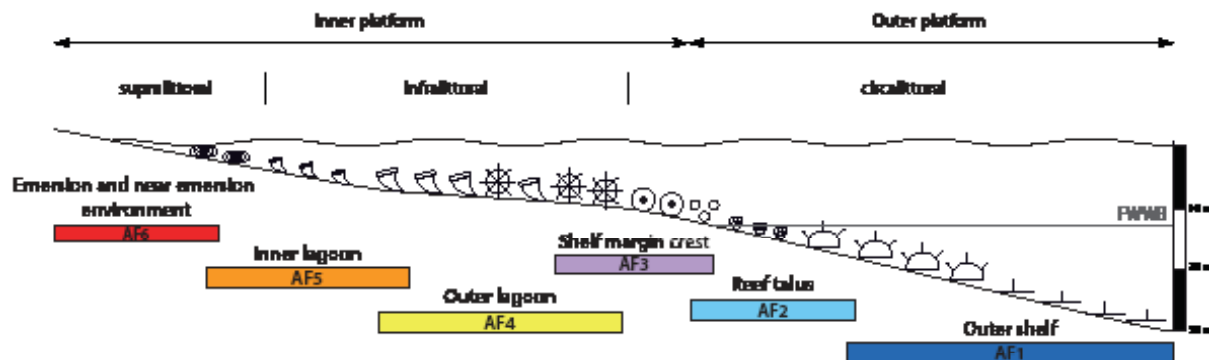 Inner platform
Outer platform
supralittoral
Infralittoral
circalittoral
FWWB
Emersion and near emersion
environment
AF6
Inner lagoon
AF5
Shelf margin crest
AF3
Outer lagoon
AF4
Reef talus
AF2
Outer shelf
AF1